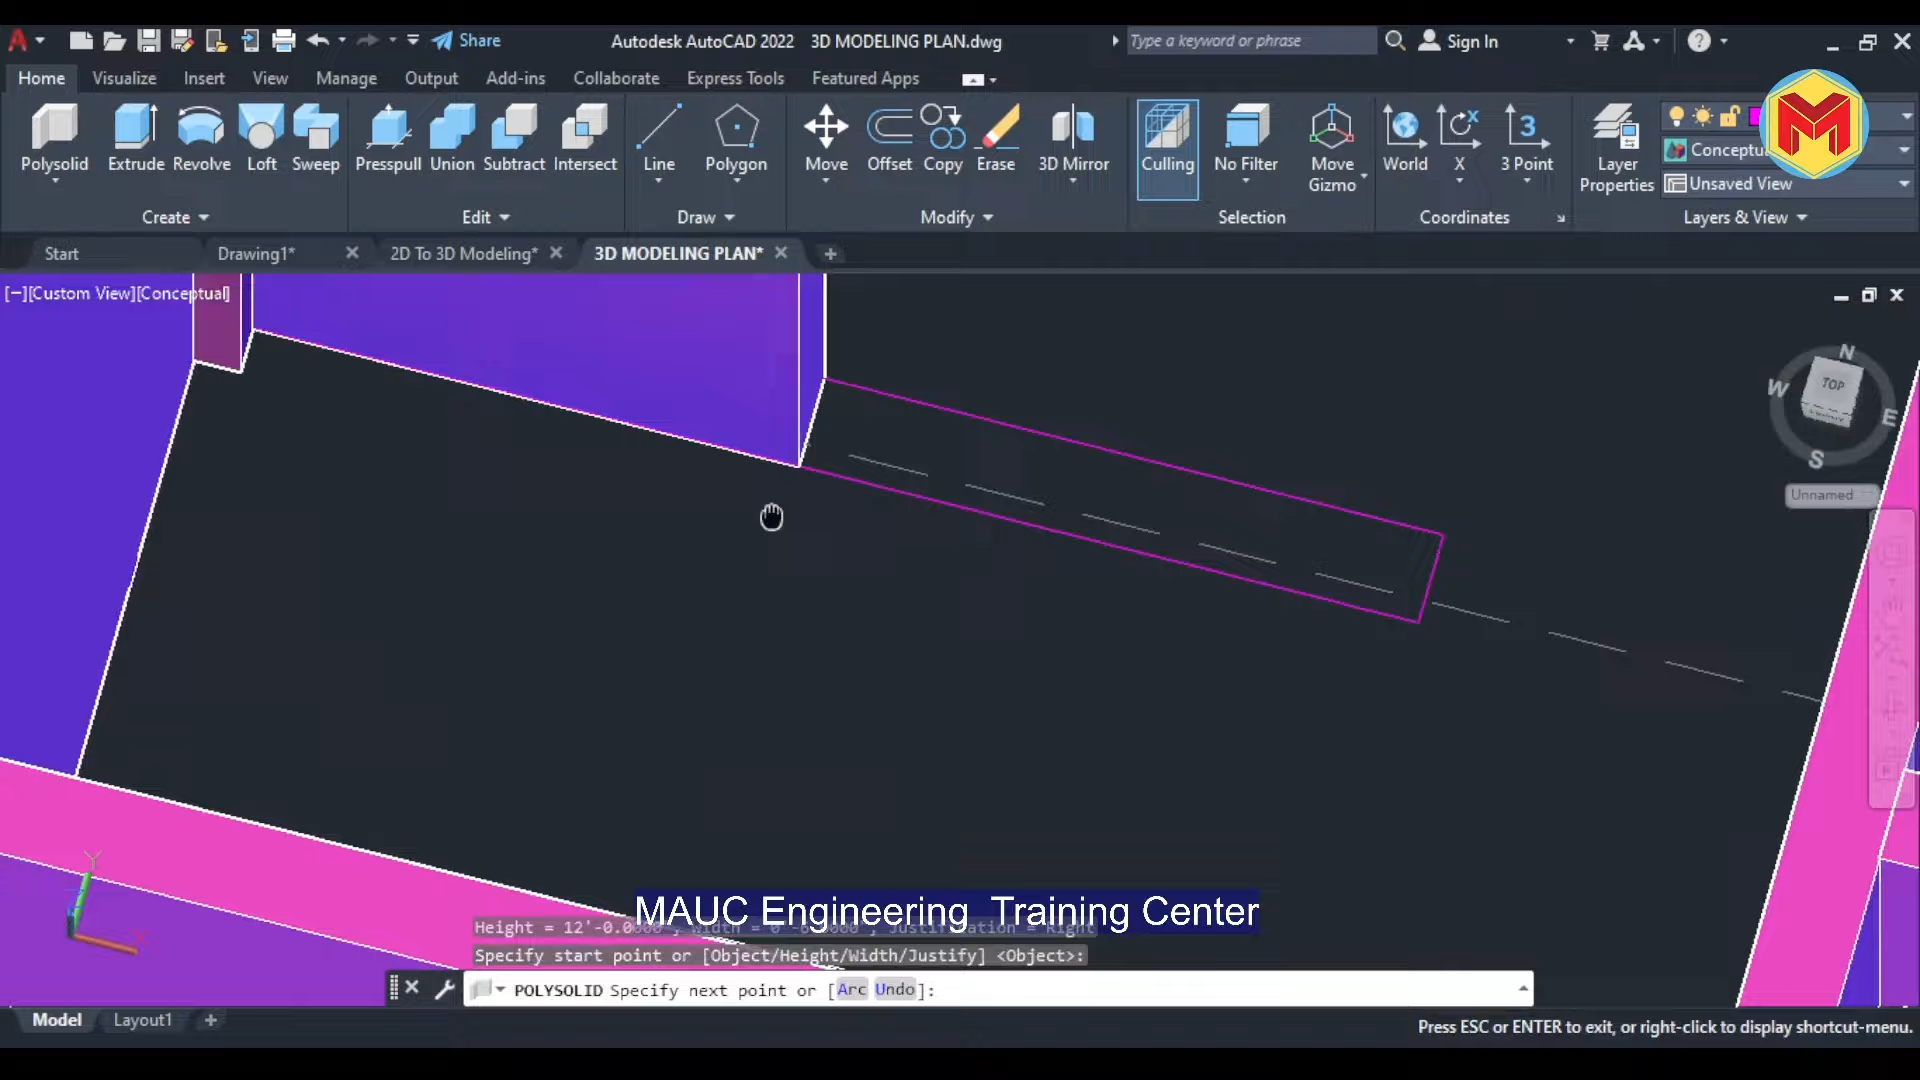 Share
Autodesk AutoCAD 2022 3D MODELING PLAN.dwg
Type a keyword or phrase
Sign In
Home Visualize Insert View Manage Output Add-ins Collaborate Express Tools Featured Apps
Polysolid Extrude Revolve Loft Sweep Presspull Union Subtract Intersect Line Polygon Move Offset Copy Erase 3D Mirror Culling No Filter Move Gizmo World X 3 Point Layer Properties
Unsaved View
Create Edit Draw Modify Selection Coordinates Layers & View
Start Drawing1* 2D To 3D Modeling* 3D MODELING PLAN*
[−][Custom View][Conceptual]
N
W TOP E
S
Unnamed
Y
X
MAUC Engineering Training Center
Specify start point or [Object/Height/Width/Justify] <Object>:
POLYSOLID Specify next point or [Arc Undo]:
Model Layout1 +
Press ESC or ENTER to exit, or right-click to display shortcut-menu.